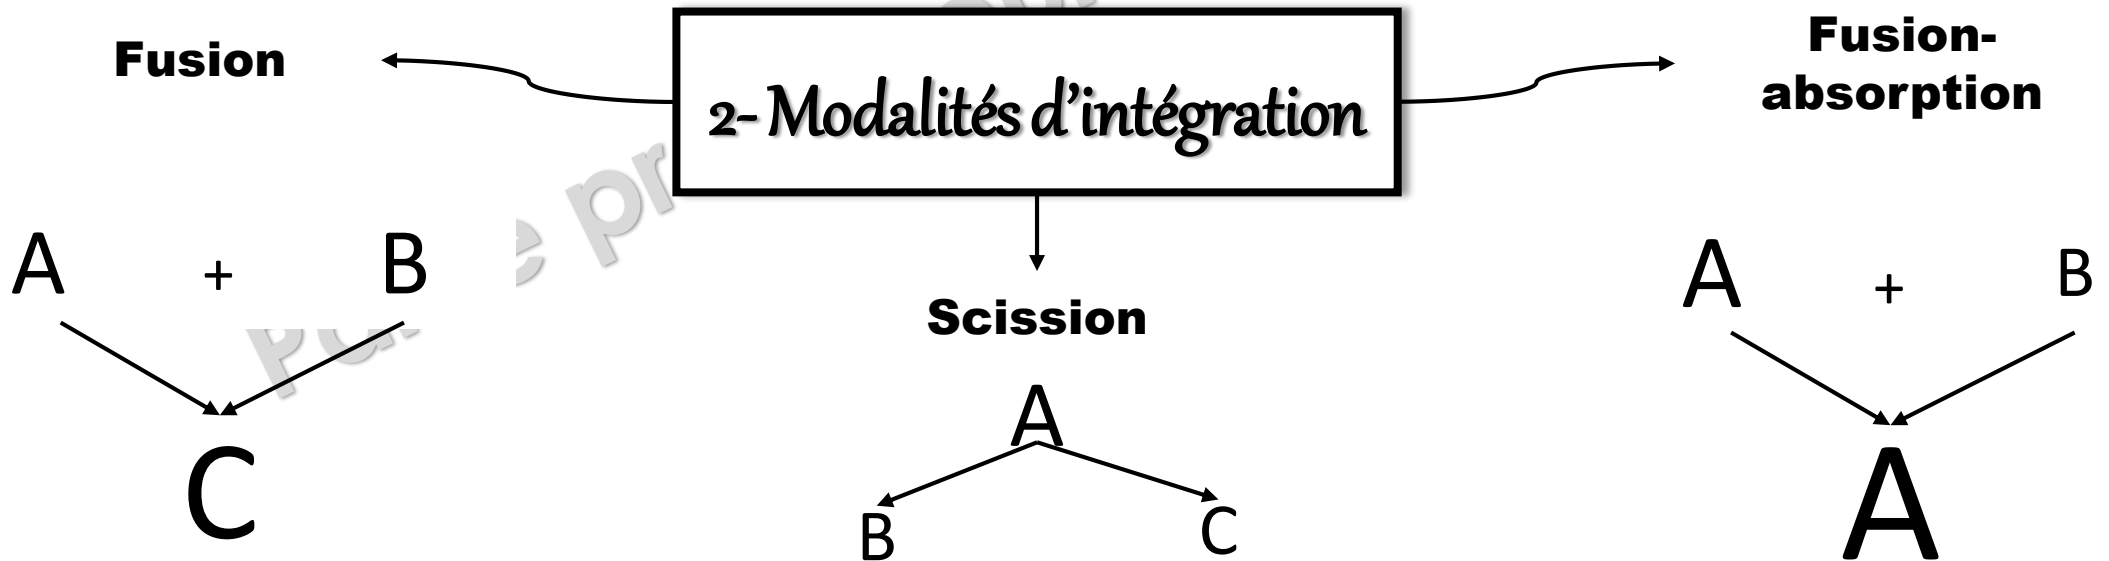 Fusion
2- Modalités d’intégration
Fusion-
absorption
A + B
C
Scission
A
B C
A + B
A